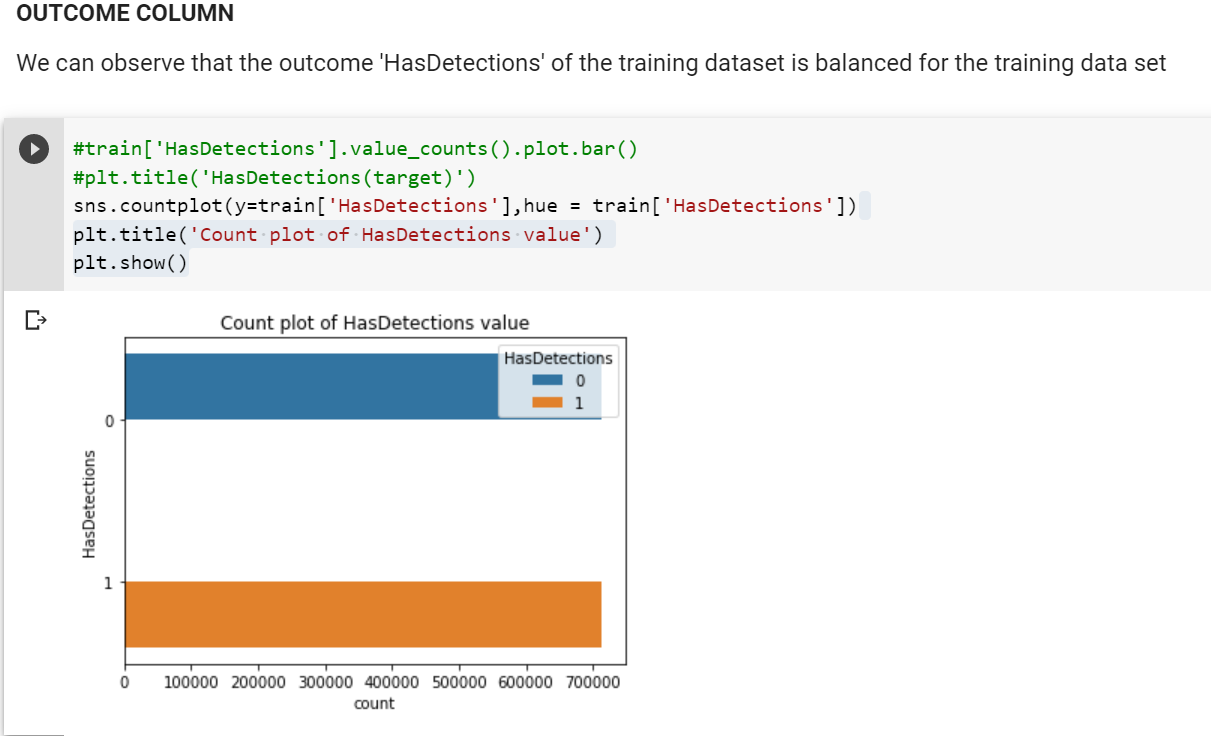 OUTCOME COLUMN
We can observe that the outcome 'HasDetections' of the training dataset is balanced for the training data set
#train['HasDetections'].value_counts().plot.bar()
#plt.title('HasDetections(target)')
sns.countplot(y=train['HasDetections'],hue = train['HasDetections'])
plt.title('Count plot of HasDetections value')
plt.show()
Count plot of HasDetections value
HasDetections
0
1
0
HasDetections
1
0 100000 200000 300000 400000 500000 600000 700000
count